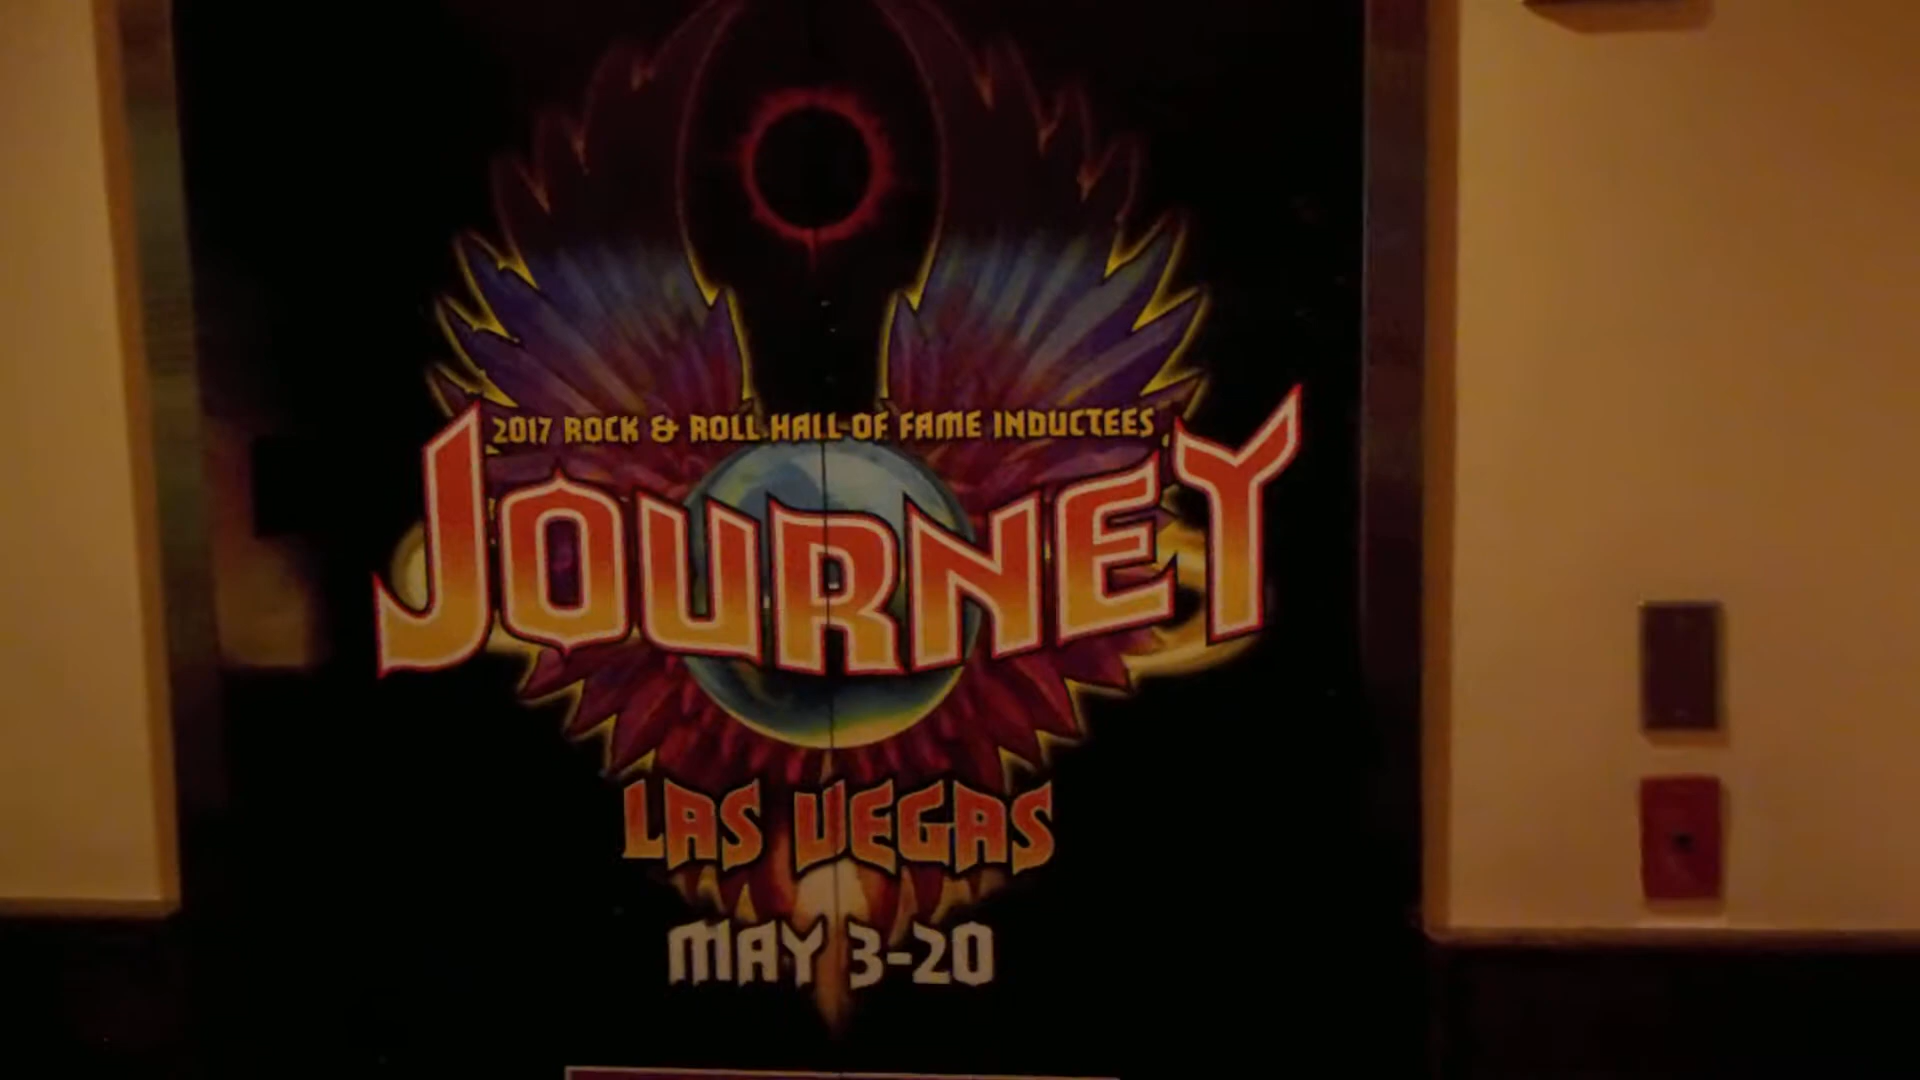 2017 ROCK & ROLL HALL OF FAME INDUCTEES
JOURNEY
LAS VEGAS
MAY 3-20